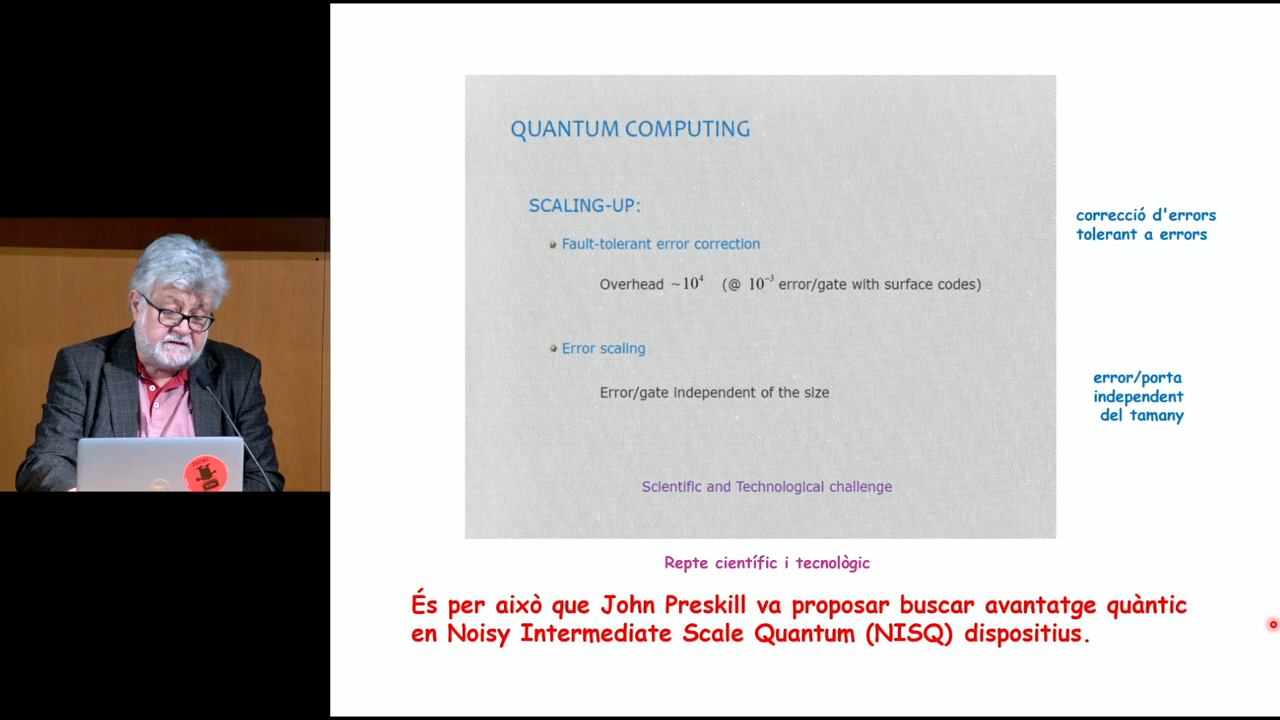 QUANTUM COMPUTING
SCALING-UP:
Fault-tolerant error correction
Overhead ~10⁴ (@ 10⁻³ error/gate with surface codes)
Error scaling
Error/gate independent of the size
Scientific and Technological challenge
correcció d'errors
tolerant a errors
error/porta
independent
del tamany
Repte científic i tecnològic
És per això que John Preskill va proposar buscar avantatge quàntic
en Noisy Intermediate Scale Quantum (NISQ) dispositius.